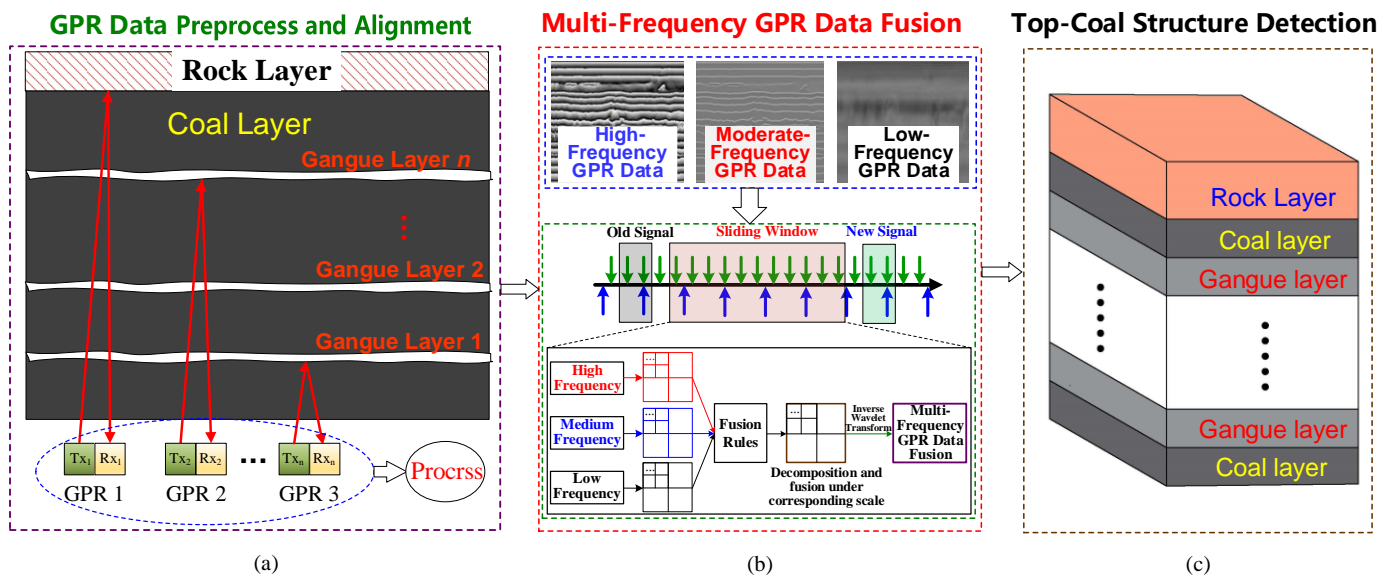 GPR Data Preprocess and Alignment
Rock Layer
Coal Layer
Gangue Layer n
Gangue Layer 2
Gangue Layer 1
Tx1 Rx1
Tx2 Rx2
...
Txn Rxn
GPR 1
GPR 2
GPR 3
Procrss
(a)
Multi-Frequency GPR Data Fusion
High-
Frequency
GPR Data
Moderate-
Frequency
GPR Data
Low-
Frequency
GPR Data
Old Signal
Sliding Window
New Signal
High
Frequency
...
Medium
Frequency
...
Low
Frequency
...
Fusion
Rules
...
Decomposition and
fusion under
corresponding scale
Inverse
Wavelet
Transform
Multi-
Frequency
GPR Data
Fusion
(b)
Top-Coal Structure Detection
Rock Layer
Coal layer
Gangue layer
Gangue layer
Coal layer
(c)